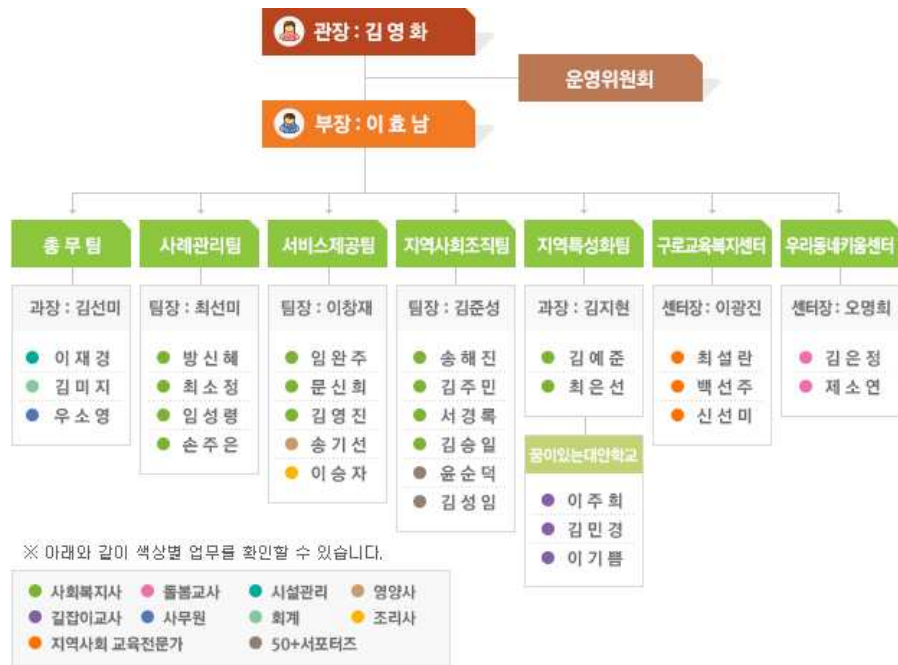 관장 : 김영화
운영위원회
부장 : 이효남
총무팀
과장 : 김선미
이재경
김미지
우소영
사례관리팀
팀장 : 최선미
방신혜
최소정
임성령
손주은
서비스제공팀
팀장 : 이창재
임완주
문신희
김영진
송기선
이승자
지역사회조직팀
팀장 : 김준성
송해진
김주민
서경록
김승일
윤순덕
김성임
지역특성화팀
과장 : 김지현
김예준
최은선
꿈이있는대안학교
이주희
김민경
이기쁨
구로교육복지센터
센터장 : 이광진
최설란
백선주
신선미
우리동네키움센터
센터장 : 오명희
김은정
제소연
※ 아래와 같이 색상별 업무를 확인할 수 있습니다.
사회복지사 돌봄교사 시설관리 영양사
길잡이교사 사무원 회계 조리사
지역사회 교육전문가 50+서포터즈